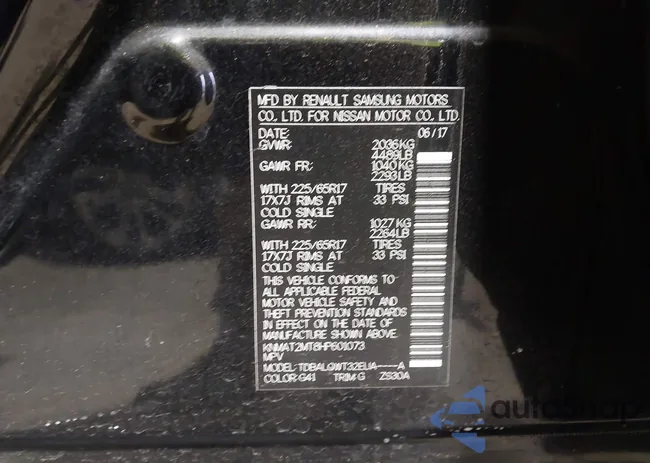 MFD BY RENAULT SAMSUNG MOTORS
CO. LTD. FOR NISSAN MOTOR CO. LTD.
DATE: 06/17
GVWR: 2036KG
4489LB
GAWR FR: 1040KG
2293LB
WITH 225/65R17 TIRES
17X7J RIMS AT 33 PSI
COLD SINGLE
GAWR RR: 1027KG
2264LB
WITH 225/65R17 TIRES
17X7J RIMS AT 33 PSI
COLD SINGLE
THIS VEHICLE CONFORMS TO
ALL APPLICABLE FEDERAL
MOTOR VEHICLE SAFETY AND
THEFT PREVENTION STANDARDS
IN EFFECT ON THE DATE OF
MANUFACTURE SHOWN ABOVE.
KNMAT2MT8HP601073
MPV
MODEL: TDBALQWT32EUA-----A
COLOR: G41 TRIM: G ZS30A